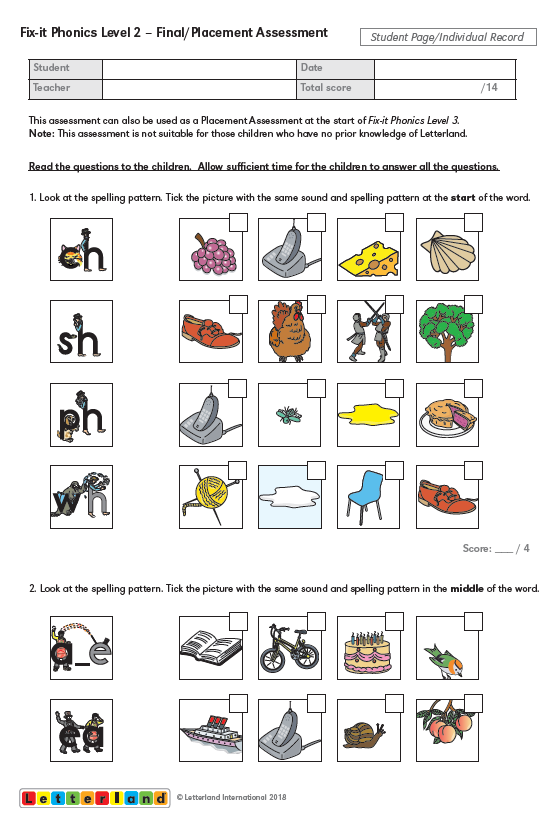 Fix-it Phonics Level 2 – Final/Placement Assessment
Student Page/Individual Record
Student Date
Teacher Total score /14
This assessment can also be used as a Placement Assessment at the start of Fix-it Phonics Level 3.
Note: This assessment is not suitable for those children who have no prior knowledge of Letterland.
Read the questions to the children. Allow sufficient time for the children to answer all the questions.
1. Look at the spelling pattern. Tick the picture with the same sound and spelling pattern at the start of the word.
ch
sh
ph
wh
Score: ___ / 4
2. Look at the spelling pattern. Tick the picture with the same sound and spelling pattern in the middle of the word.
a_e
ea
Letterland © Letterland International 2018